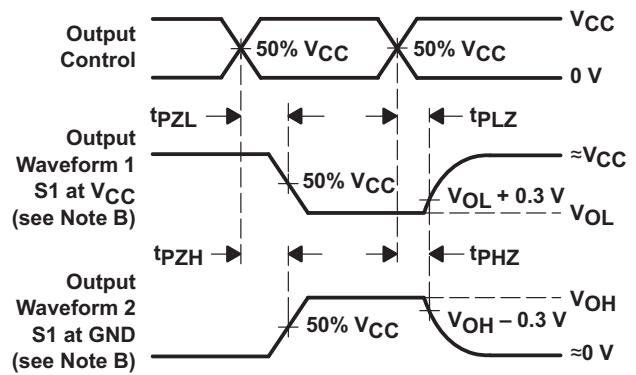 Output
Control
50% VCC
50% VCC
VCC
0 V
tPZL
tPLZ
Output
Waveform 1
S1 at VCC
(see Note B)
50% VCC
≈VCC
VOL + 0.3 V
VOL
tPZH
tPHZ
Output
Waveform 2
S1 at GND
(see Note B)
50% VCC
VOH
VOH – 0.3 V
≈0 V